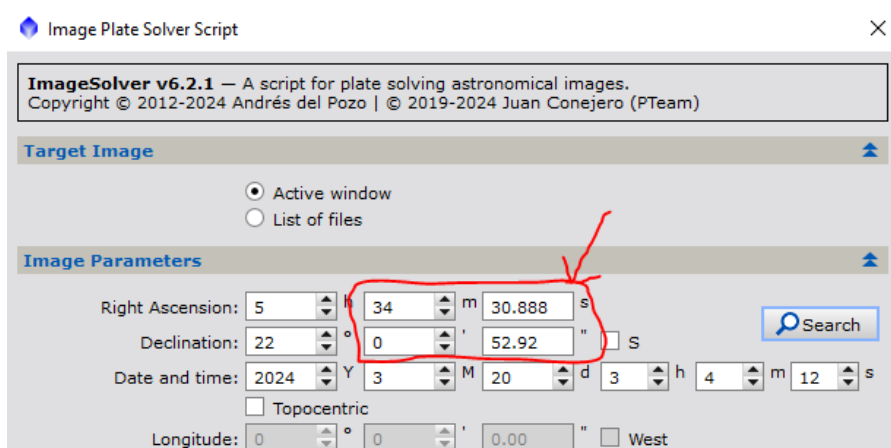 Image Plate Solver Script
ImageSolver v6.2.1 — A script for plate solving astronomical images.
Copyright © 2012-2024 Andrés del Pozo | © 2019-2024 Juan Conejero (PTeam)
Target Image
Active window
List of files
Image Parameters
Right Ascension: 5 h 34 m 30.888 s
Search
Declination: 22 ° 0 ' 52.92 " S
Date and time: 2024 Y 3 M 20 d 3 h 4 m 12 s
Topocentric
Longitude: 0 ° 0 ' 0.00 " West